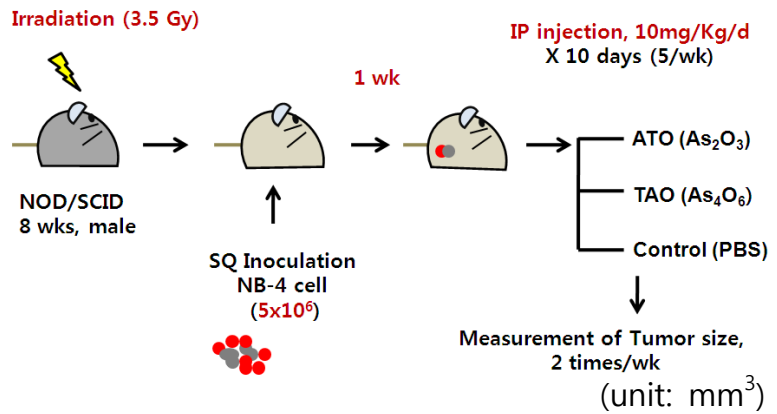 Irradiation (3.5 Gy)
IP injection, 10mg/Kg/d
X 10 days (5/wk)
1 wk
NOD/SCID
8 wks, male
SQ Inoculation
NB-4 cell
(5x10⁶)
ATO (As₂O₃)
TAO (As₄O₆)
Control (PBS)
Measurement of Tumor size,
2 times/wk
(unit: mm³)